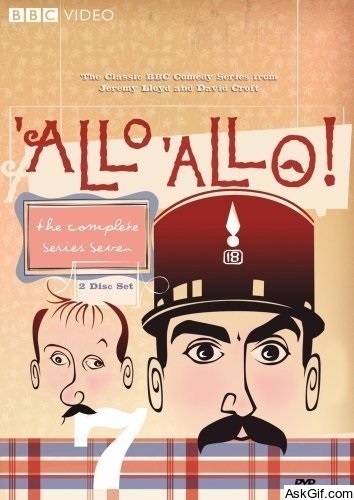 BBC VIDEO
The Classic BBC Comedy Series from
Jeremy Lloyd and David Croft
'ALLO 'ALLO!
the complete
series seven
2 Disc Set
18
7
DVD
AskGif.com